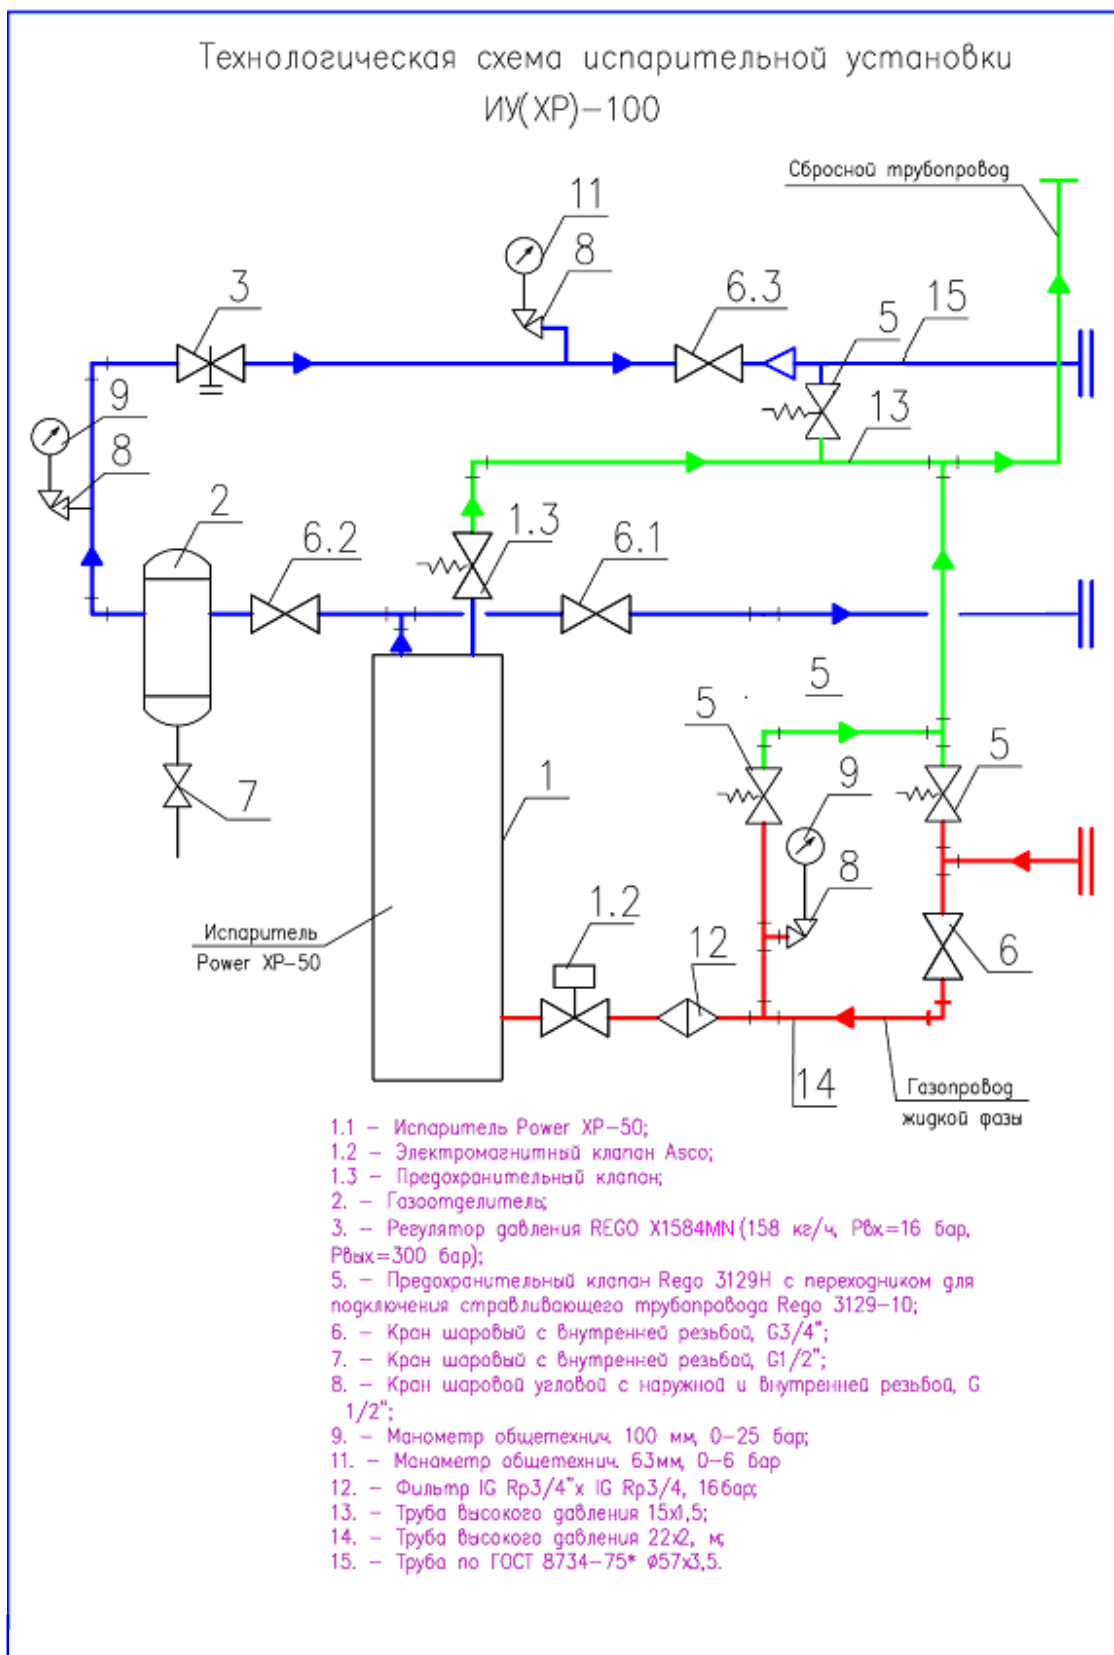 Технологическая схема испарительной установки
ИУ(ХР)-100
Сбросной трубопровод
11
8
3
6.3
5
15
9
8
13
2
6.2
1.3
6.1
5
5
5
7
1
9
8
1.2
12
6
Испаритель
Power XP-50
14
Газопровод
жидкой фазы
1.1 - Испаритель Power XP-50;
1.2 - Электромагнитный клапан Asco;
1.3 - Предохранительный клапан;
2. - Газоотделитель;
3. - Регулятор давления REGO X1584MN (158 кг/ч, Рвх=16 бар,
Рвых=300 бар);
5. - Предохранительный клапан Rego 3129H с переходником для
подключения стравливающего трубопровода Rego 3129-10;
6. - Кран шаровый с внутренней резьбой, G3/4";
7. - Кран шаровый с внутренней резьбой, G1/2";
8. - Кран шаровой угловой с наружной и внутренней резьбой, G
1/2";
9. - Манометр общетехнич. 100 мм, 0-25 бар;
11. - Манометр общетехнич. 63мм, 0-6 бар
12. - Фильтр IG Rp3/4"x IG Rp3/4, 16бар;
13. - Труба высокого давления 15х1,5;
14. - Труба высокого давления 22х2, м;
15. - Труба по ГОСТ 8734-75* ø57х3,5.